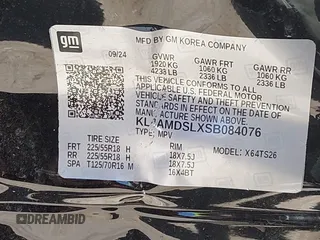 gm
MFD BY GM KOREA COMPANY
09/24
GVWR GAWR FRT GAWR RR
1920 KG 1060 KG 1060 KG
4238 LB 2336 LB 2336 LB
THIS VEHICLE CONFORMS TO ALL
APPLICABLE U.S. FEDERAL MOTOR
VEHICLE SAFETY BUMPER AND THEFT
PREVENTION STANDARDS IN EFFECT ON
THE DATE OF MANUFACTURE SHOWN ABOVE.
AMDSLXSB084076
TYPE: MPV
TIRE SIZE RIM MODEL: X64TS26
FRT 225/55R18 H 18X7.5J
RR 225/55R18 H 18X7.5J
SPA T125/70R16 M 16X4BT
DREAMBID